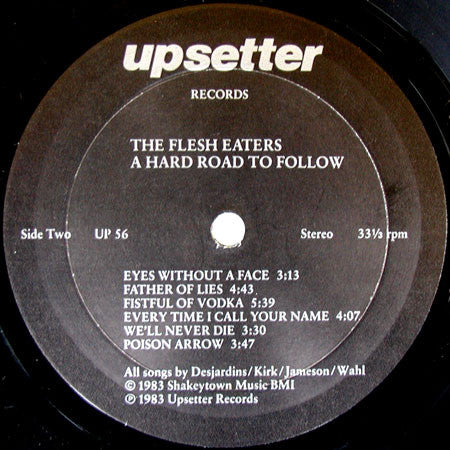 upsetter
RECORDS
THE FLESH EATERS
A HARD ROAD TO FOLLOW
Side Two UP 56 Stereo 33⅓ rpm
EYES WITHOUT A FACE 3:13
FATHER OF LIES 4:43
FISTFUL OF VODKA 5:39
EVERY TIME I CALL YOUR NAME 4:07
WE'LL NEVER DIE 3:30
POISON ARROW 3:47
All songs by Desjardins/Kirk/Jameson/Wahl
© 1983 Shakeytown Music BMI
℗ 1983 Upsetter Records